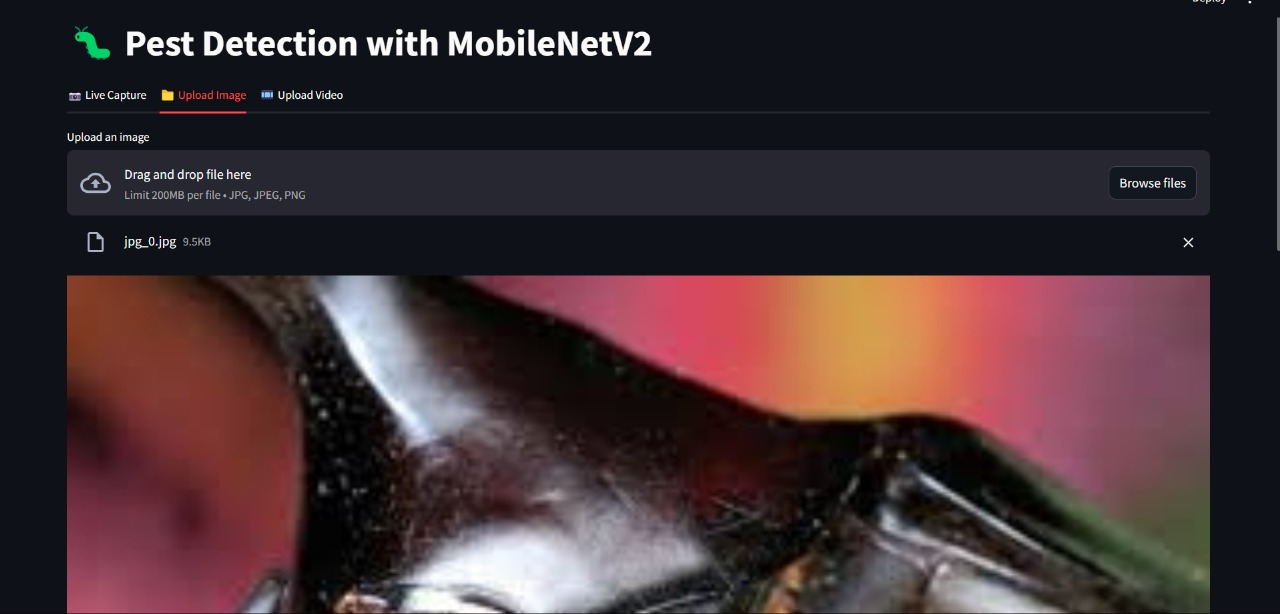 Deploy
Pest Detection with MobileNetV2
Live Capture
Upload Image
Upload Video
Upload an image
Drag and drop file here
Limit 200MB per file • JPG, JPEG, PNG
Browse files
jpg_0.jpg 9.5KB